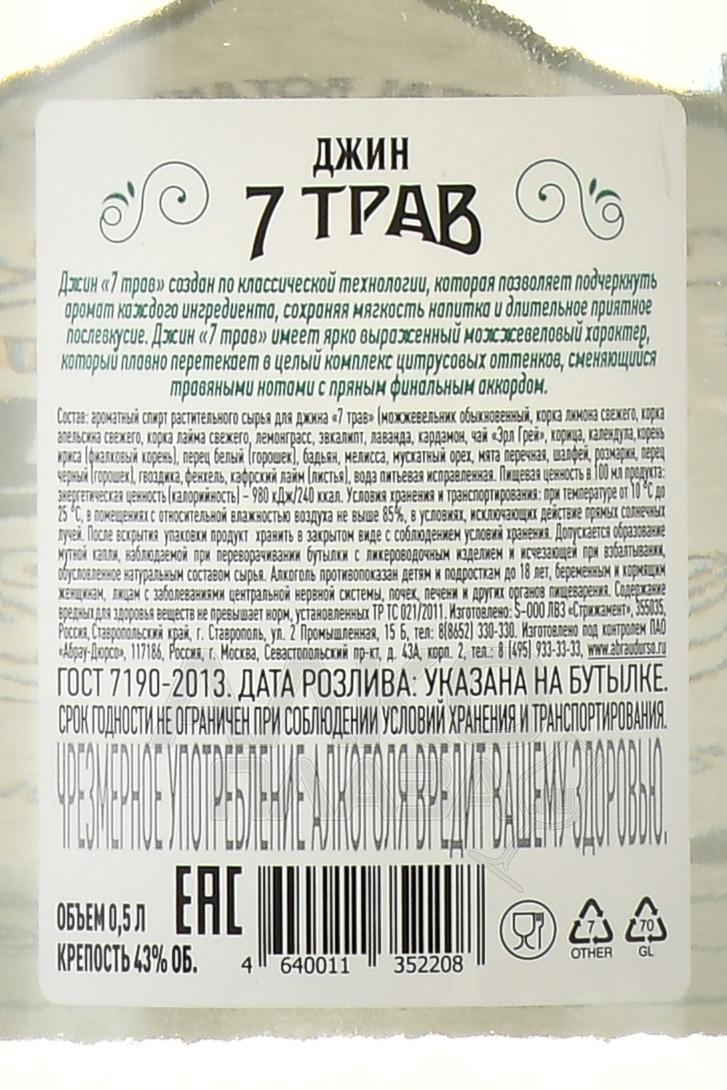 ДЖИН
7 ТРАВ
Джин «7 трав» создан по классической технологии, которая позволяет подчеркнуть
аромат каждого ингредиента, сохраняя мягкость напитка и длительное приятное
послевкусие. Джин «7 трав» имеет ярко выраженный можжевеловый характер,
который плавно перетекает в целый комплекс цитрусовых оттенков, сменяющийся
травяными нотами с пряным финальным аккордом.
Состав: ароматный спирт растительного сырья для джина «7 трав» (можжевельник обыкновенный, корка лимона свежего, корка
апельсина свежего, корка лайма свежего, лемонграсс, эвкалипт, лаванда, кардамон, чай «Эрл Грей», корица, календула, корень
ириса (фиалковый корень), перец белый (горошек), бадьян, мелисса, мускатный орех, мята перечная, шалфей, розмарин, перец
черный (горошек), гвоздика, фенхель, кафрский лайм (листья), вода питьевая исправленная. Пищевая ценность в 100 мл продукта:
энергетическая ценность (калорийность) – 980 кДж/240 ккал. Условия хранения и транспортирования: при температуре от 10 °С до
25 °С, в помещениях с относительной влажностью воздуха не выше 85%, в условиях, исключающих действие прямых солнечных
лучей. После вскрытия упаковки продукт хранить в закрытом виде с соблюдением условий хранения. Допускается образование
мутной капли, наблюдаемой при переворачивании бутылки с ликероводочным изделием и исчезающей при взбалтывании,
обусловленное натуральным составом сырья. Алкоголь противопоказан детям и подросткам до 18 лет, беременным и кормящим
женщинам, лицам с заболеваниями центральной нервной системы, почек, печени и других органов пищеварения. Содержание
вредных для здоровья веществ не превышает норм, установленных ТР ТС 021/2011. Изготовлено: S-ООО ЛВЗ «Стрижамент», 355035,
Россия, Ставропольский край, г. Ставрополь, ул. 2 Промышленная, 15 Б, тел: 8(8652) 330-330. Изготовлено под контролем ПАО
«Абрау-Дюрсо», 117186, Россия, г. Москва, Севастопольский пр-кт, д. 43А, корп. 2, тел.: 8 (495) 933-33-33, www.abraudurso.ru
ГОСТ 7190-2013. ДАТА РОЗЛИВА: УКАЗАНА НА БУТЫЛКЕ.
СРОК ГОДНОСТИ НЕ ОГРАНИЧЕН ПРИ СОБЛЮДЕНИИ УСЛОВИЙ ХРАНЕНИЯ И ТРАНСПОРТИРОВАНИЯ.
ЧРЕЗМЕРНОЕ УПОТРЕБЛЕНИЕ АЛКОГОЛЯ ВРЕДИТ ВАШЕМУ ЗДОРОВЬЮ.
ОБЪЕМ 0,5 Л
КРЕПОСТЬ 43% ОБ.
ЕАС
4 640011 352208
7
OTHER
70
GL